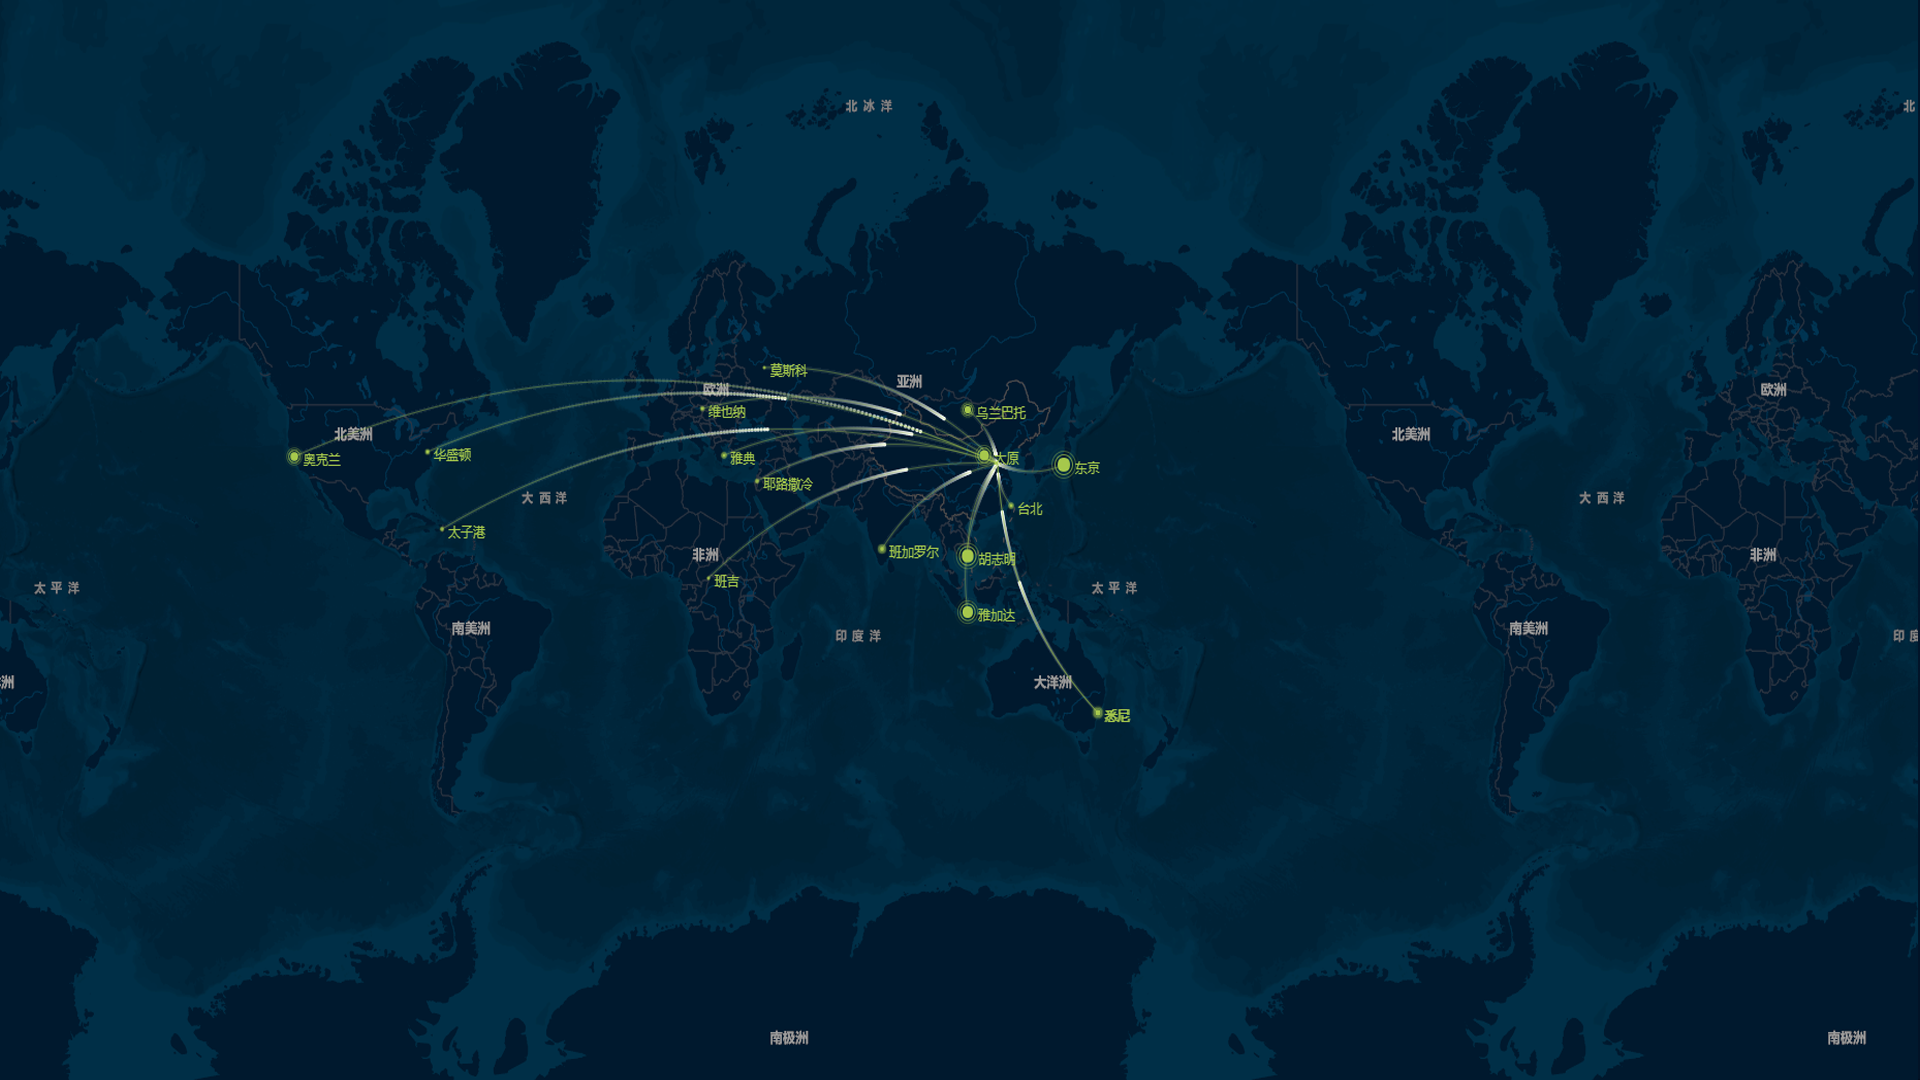 北 冰 洋
北
莫斯科
亚洲
欧洲
欧洲
维也纳
乌兰巴托
北美洲
北美洲
奥克兰
华盛顿
雅典
太原
东京
耶路撒冷
大 西 洋
大 西 洋
台北
太子港
班加罗尔
非洲
非洲
胡志明
班吉
太 平 洋
太 平 洋
雅加达
南美洲
南美洲
印 度 洋
印 度
洲
大洋洲
悉尼
南极洲
南极洲